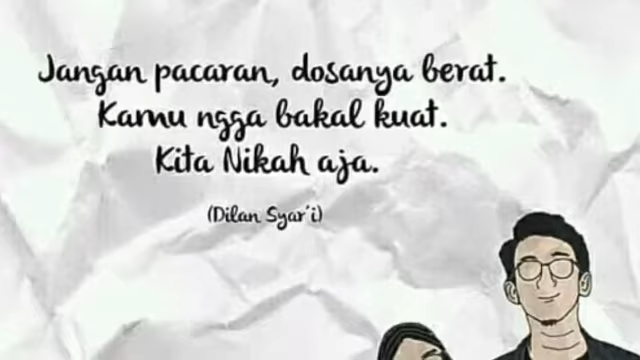 Jangan pacaran, dosanya berat.
Kamu ngga bakal kuat.
Kita Nikah aja.
(Dilan Syar'i)